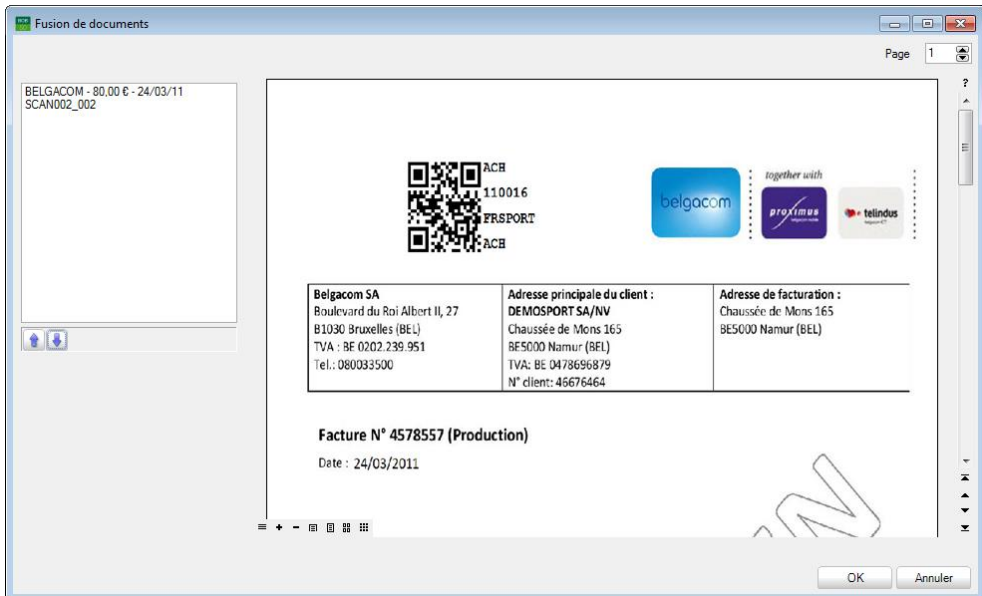 Fusion de documents
Page 1
BELGACOM - 80,00 € - 24/03/11
SCAN002_002
?
ACH
110016
FRSPORT
ACH
belgacom
together with
proximus
telindus
Belgacom SA
Boulevard du Roi Albert II, 27
B1030 Bruxelles (BEL)
TVA : BE 0202.239.951
Tel.: 080033500
Adresse principale du client :
DEMOSPORT SA/NV
Chaussée de Mons 165
BE5000 Namur (BEL)
TVA: BE 0478696879
N° client: 46676464
Adresse de facturation :
Chaussée de Mons 165
BE5000 Namur (BEL)
Facture N° 4578557 (Production)
Date : 24/03/2011
OK
Annuler